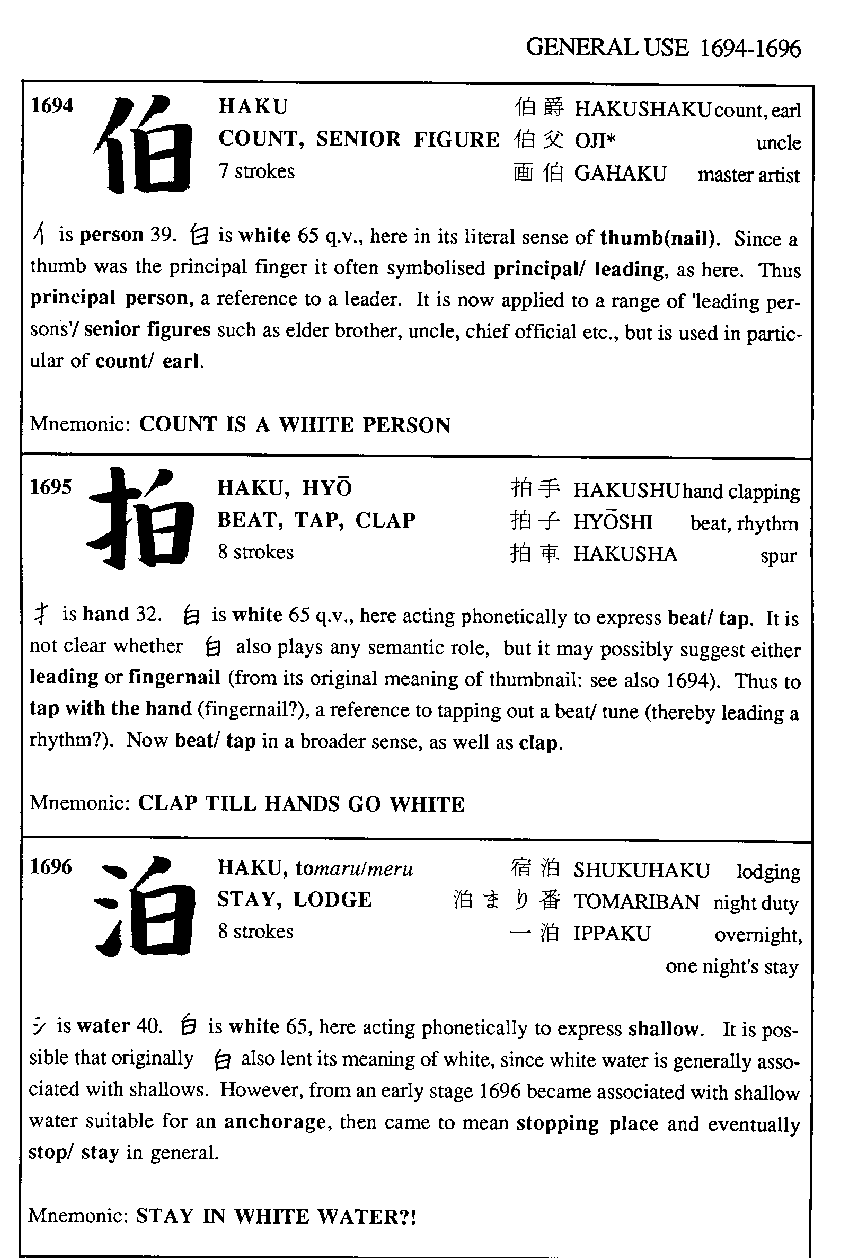 GENERAL USE 1694-1696
1694 伯 HAKU 伯爵 HAKUSHAKU count, earl
COUNT, SENIOR FIGURE 伯父 OJI* uncle
7 strokes 画伯 GAHAKU master artist
亻 is person 39. 白 is white 65 q.v., here in its literal sense of thumb(nail). Since a
thumb was the principal finger it often symbolised principal/ leading, as here. Thus
principal person, a reference to a leader. It is now applied to a range of 'leading per-
sons'/ senior figures such as elder brother, uncle, chief official etc., but is used in partic-
ular of count/ earl.
Mnemonic: COUNT IS A WHITE PERSON
1695 拍 HAKU, HYŌ 拍手 HAKUSHU hand clapping
BEAT, TAP, CLAP 拍子 HYŌSHI beat, rhythm
8 strokes 拍車 HAKUSHA spur
扌 is hand 32. 白 is white 65 q.v., here acting phonetically to express beat/ tap. It is
not clear whether 白 also plays any semantic role, but it may possibly suggest either
leading or fingernail (from its original meaning of thumbnail: see also 1694). Thus to
tap with the hand (fingernail?), a reference to tapping out a beat/ tune (thereby leading a
rhythm?). Now beat/ tap in a broader sense, as well as clap.
Mnemonic: CLAP TILL HANDS GO WHITE
1696 泊 HAKU, tomaru/meru 宿泊 SHUKUHAKU lodging
STAY, LODGE 泊まり番 TOMARIBAN night duty
8 strokes 一泊 IPPAKU overnight,
one night's stay
氵 is water 40. 白 is white 65, here acting phonetically to express shallow. It is pos-
sible that originally 白 also lent its meaning of white, since white water is generally asso-
ciated with shallows. However, from an early stage 1696 became associated with shallow
water suitable for an anchorage, then came to mean stopping place and eventually
stop/ stay in general.
Mnemonic: STAY IN WHITE WATER?!